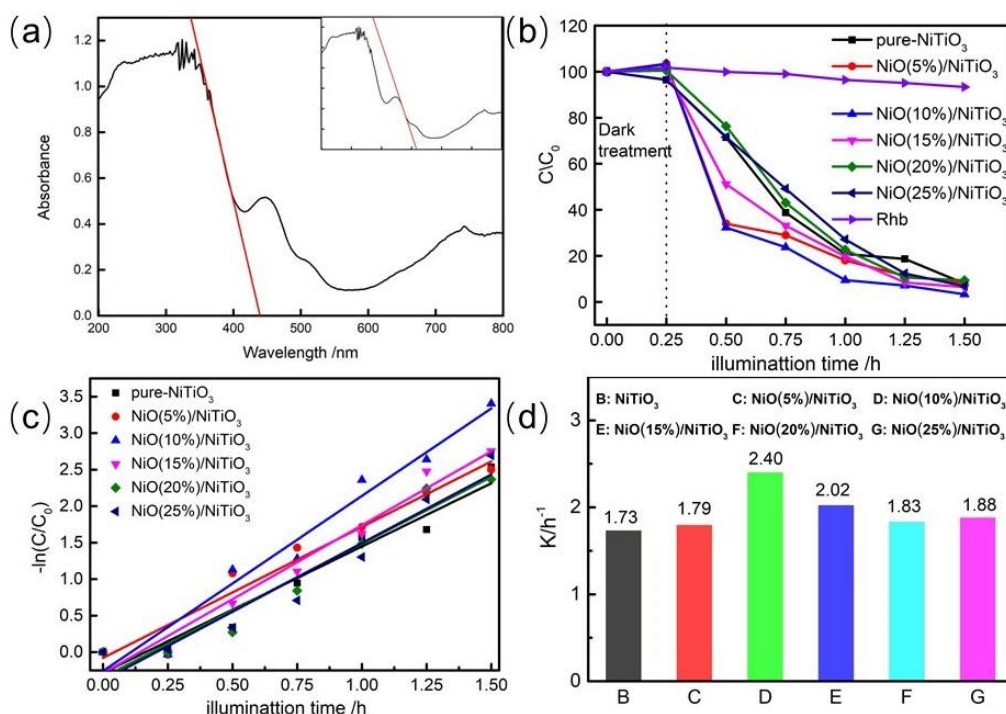 (a)
1.2
0.9
0.6
0.3
0.0
Absorbance
200 300 400 500 600 700 800
Wavelength /nm
(b)
120
100
80
60
40
20
0
C\C₀
Dark
treatment
pure-NiTiO₃
NiO(5%)/NiTiO₃
NiO(10%)/NiTiO₃
NiO(15%)/NiTiO₃
NiO(20%)/NiTiO₃
NiO(25%)/NiTiO₃
Rhb
0.00 0.25 0.50 0.75 1.00 1.25 1.50
illuminattion time /h
(c)
3.5
3.0
2.5
2.0
1.5
1.0
0.5
0.0
-ln(C/C₀)
pure-NiTiO₃
NiO(5%)/NiTiO₃
NiO(10%)/NiTiO₃
NiO(15%)/NiTiO₃
NiO(20%)/NiTiO₃
NiO(25%)/NiTiO₃
0.00 0.25 0.50 0.75 1.00 1.25 1.50
illuminattion time /h
(d)
B: NiTiO₃ C: NiO(5%)/NiTiO₃ D: NiO(10%)/NiTiO₃
E: NiO(15%)/NiTiO₃ F: NiO(20%)/NiTiO₃ G: NiO(25%)/NiTiO₃
3
2
1
K/h⁻¹
1.73 1.79 2.40 2.02 1.83 1.88
B C D E F G